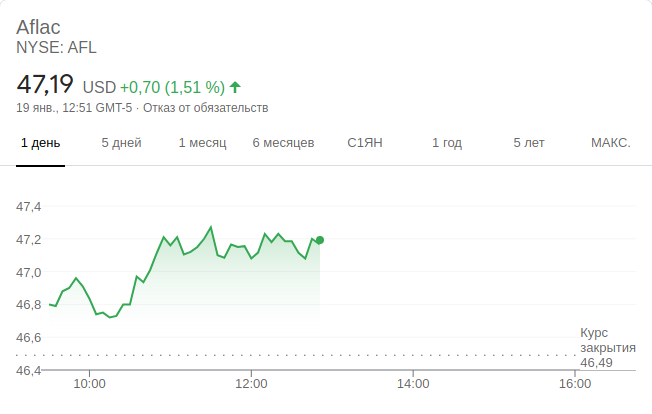 Aflac
NYSE: AFL
47,19 USD +0,70 (1,51 %)
19 янв., 12:51 GMT-5 · Отказ от обязательств
1 день 5 дней 1 месяц 6 месяцев С1ЯН 1 год 5 лет МАКС.
47,4
47,2
47,0
46,8
46,6
46,4
Курс
закрытия
46,49
10:00 12:00 14:00 16:00